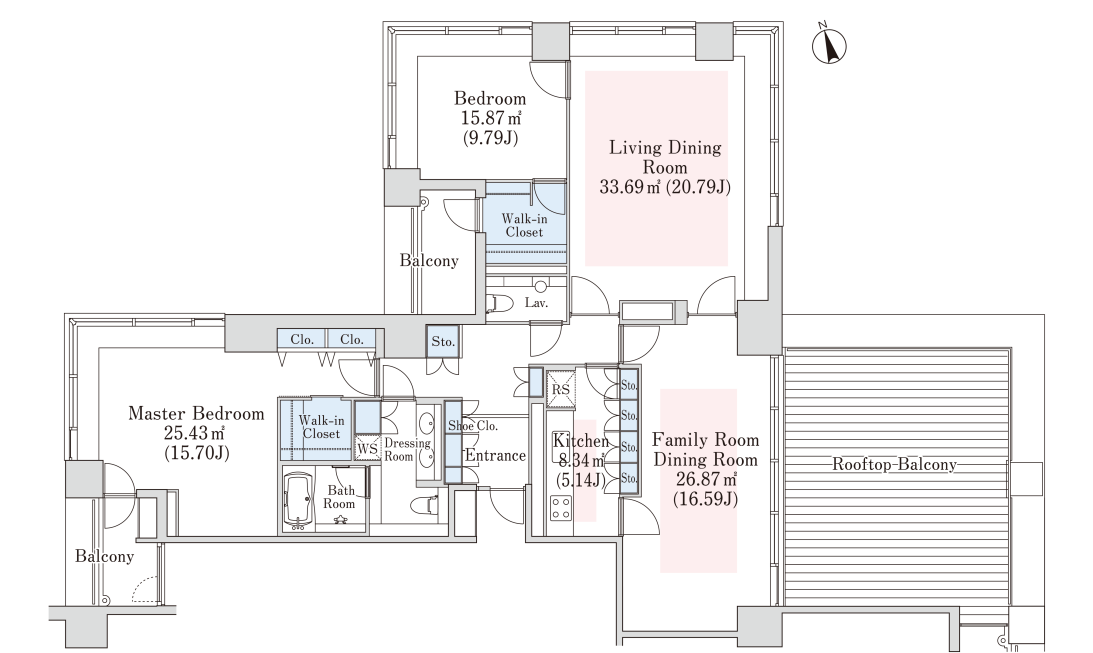 N
Bedroom
15.87㎡
(9.79J)
Living Dining
Room
33.69㎡(20.79J)
Walk-in
Closet
Balcony
Lav.
Clo.
Clo.
Sto.
RS
Sto.
Sto.
Sto.
Sto.
Master Bedroom
25.43㎡
(15.70J)
Walk-in
Closet
WS
Dressing
Room
Shoe Clo.
Entrance
Kitchen
8.34㎡
(5.14J)
Family Room
Dining Room
26.87㎡
(16.59J)
Rooftop Balcony
Bath
Room
Balcony